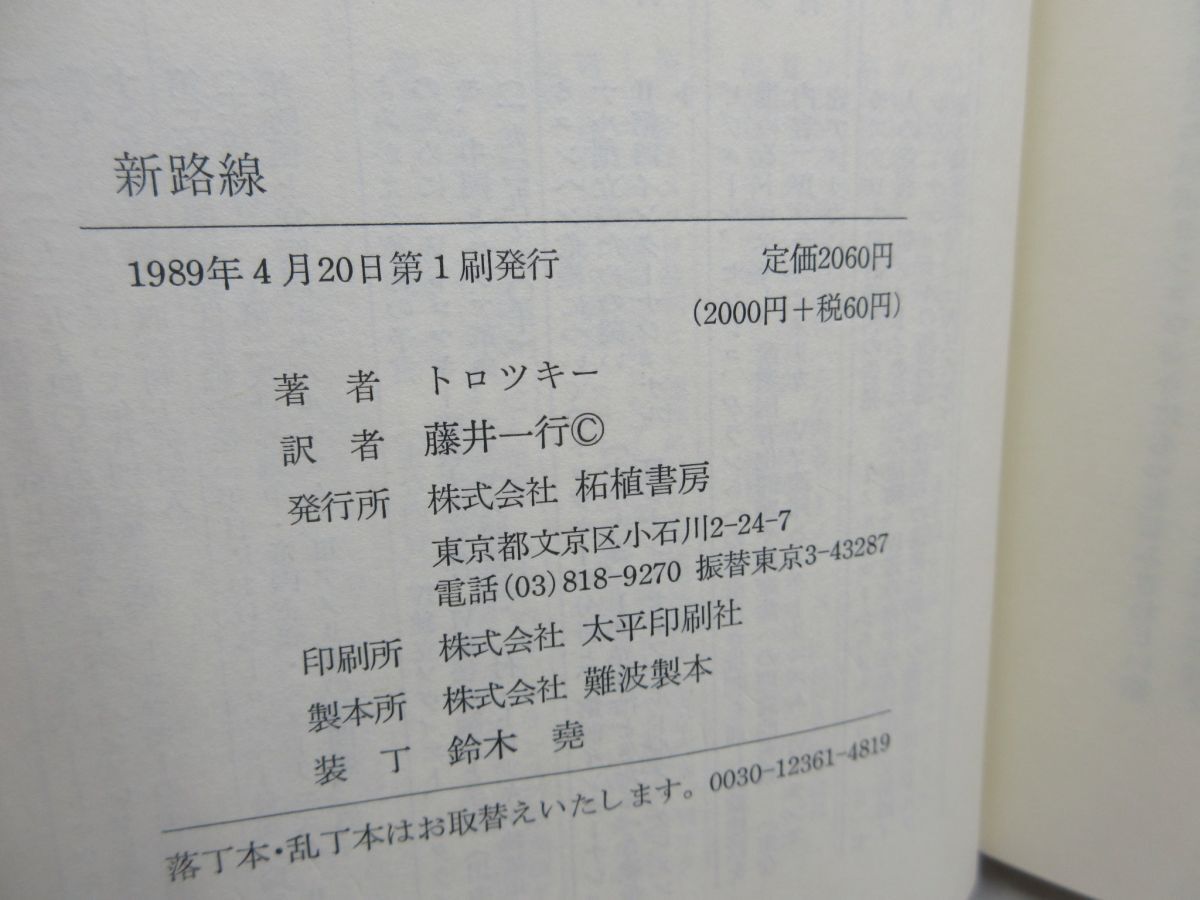 新路線
1989年4月20日第1刷発行 定価2060円
(2000円＋税60円)
著 者 トロツキー
訳 者 藤井一行Ⓒ
発行所 株式会社 柘植書房
東京都文京区小石川2-24-7
電話(03)818-9270 振替東京3-43287
印刷所 株式会社 太平印刷社
製本所 株式会社 難波製本
装 丁 鈴木 堯
落丁本・乱丁本はお取替えいたします。0030-12361-4819